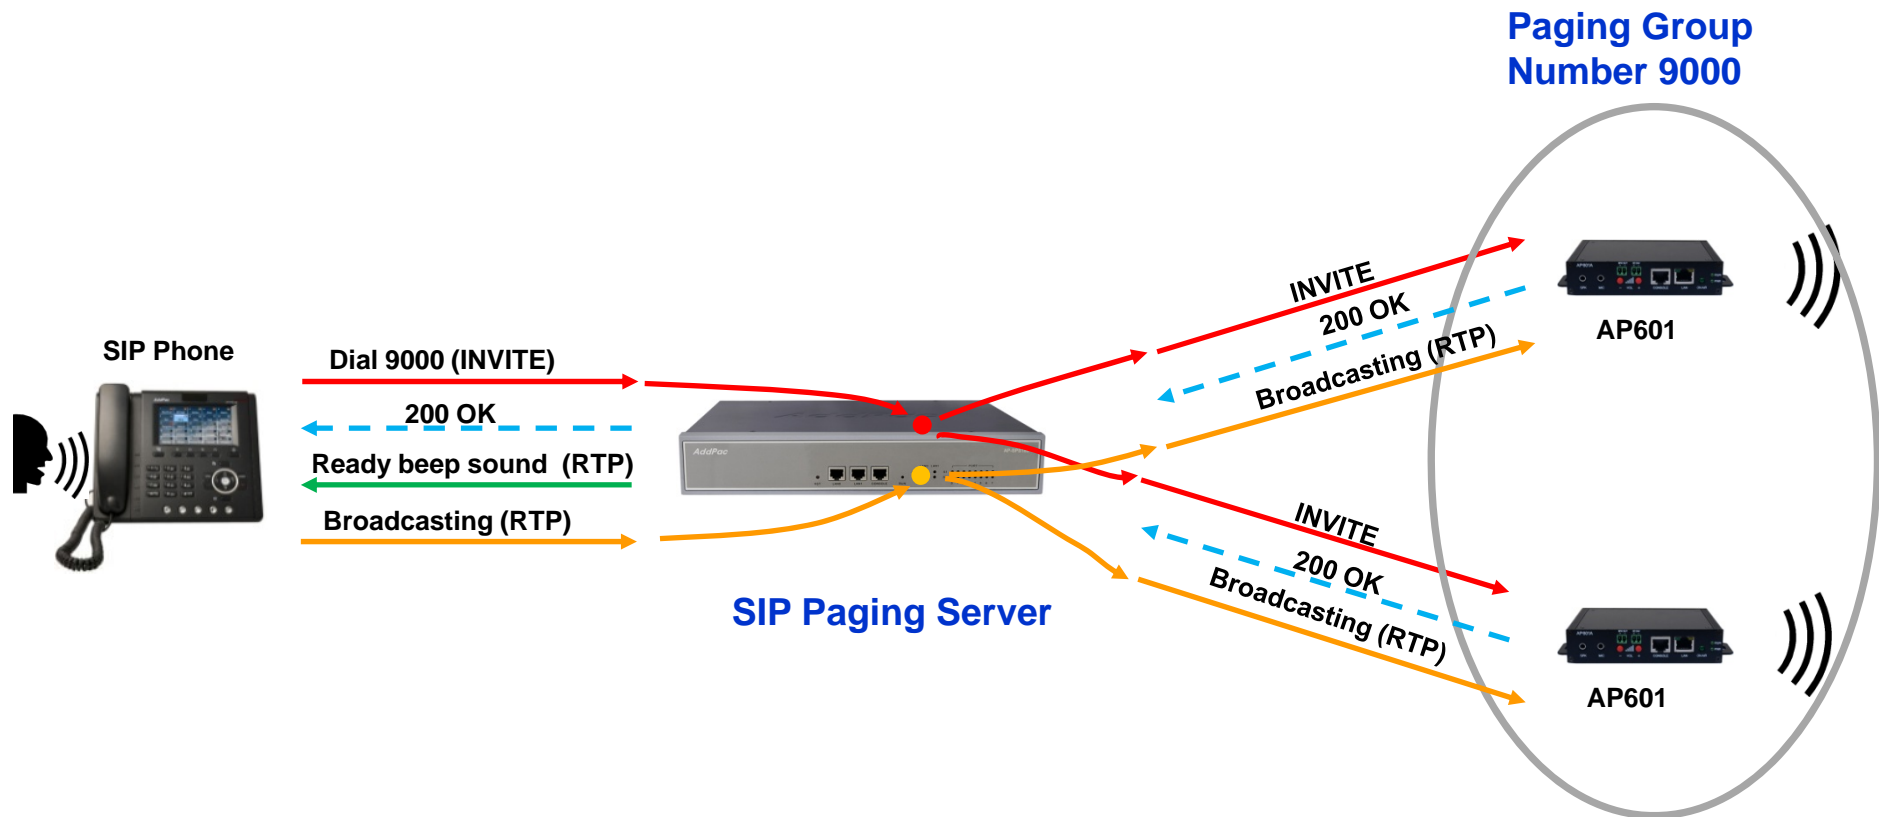 Paging Group
Number 9000
SIP Phone
Dial 9000 (INVITE)
200 OK
Ready beep sound (RTP)
Broadcasting (RTP)
AddPac
SIP Paging Server
INVITE
200 OK
Broadcasting (RTP)
AP601
INVITE
200 OK
Broadcasting (RTP)
AP601